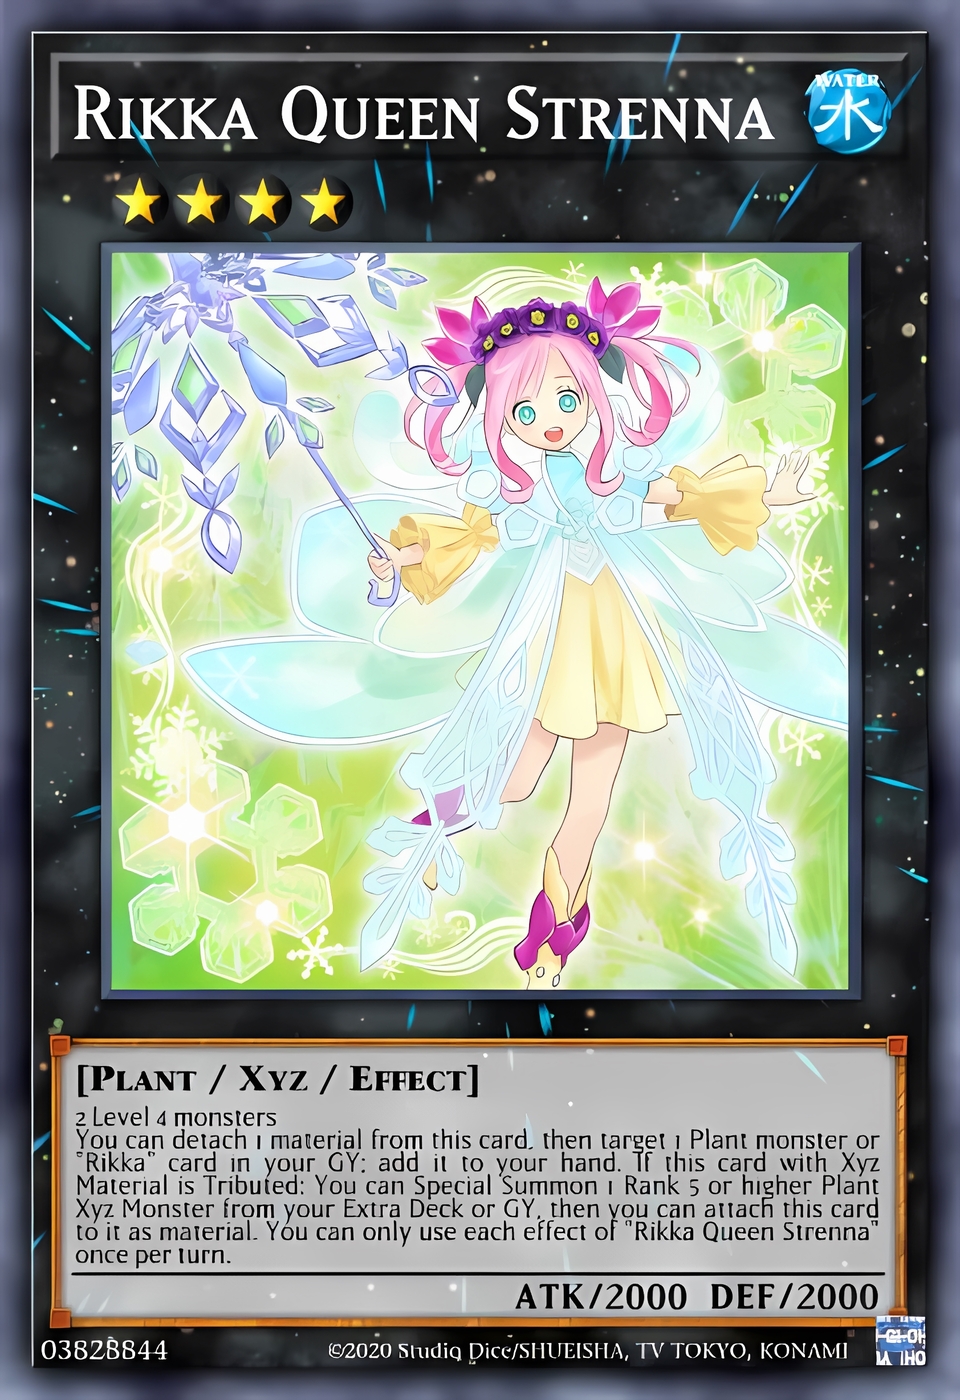 Rikka Queen Strenna
WATER
水
[Plant / Xyz / Effect]
2 Level 4 monsters
You can detach 1 material from this card, then target 1 Plant monster or
"Rikka" card in your GY; add it to your hand. If this card with Xyz
Material is Tributed: You can Special Summon 1 Rank 5 or higher Plant
Xyz Monster from your Extra Deck or GY, then you can attach this card
to it as material. You can only use each effect of "Rikka Queen Strenna"
once per turn.
ATK/2000 DEF/2000
03828844
©2020 Studio Dice/SHUEISHA, TV TOKYO, KONAMI